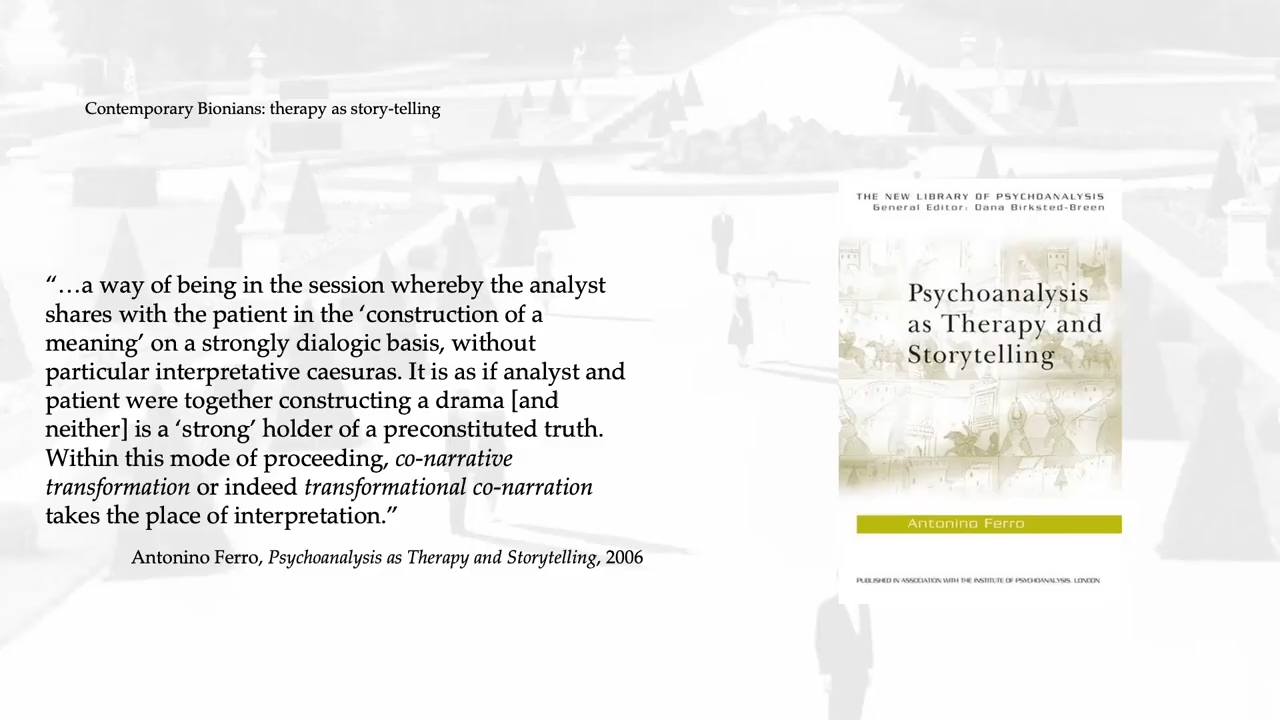 Contemporary Bionians: therapy as story-telling
“…a way of being in the session whereby the analyst
shares with the patient in the ‘construction of a
meaning’ on a strongly dialogic basis, without
particular interpretative caesuras. It is as if analyst and
patient were together constructing a drama [and
neither] is a ‘strong’ holder of a preconstituted truth.
Within this mode of proceeding, co-narrative
transformation or indeed transformational co-narration
takes the place of interpretation.”
Antonino Ferro, Psychoanalysis as Therapy and Storytelling, 2006
THE NEW LIBRARY OF PSYCHOANALYSIS
General Editor: Dana Birksted-Breen
Psychoanalysis
as Therapy and
Storytelling
Antonino Ferro
PUBLISHED IN ASSOCIATION WITH THE INSTITUTE OF PSYCHOANALYSIS, LONDON